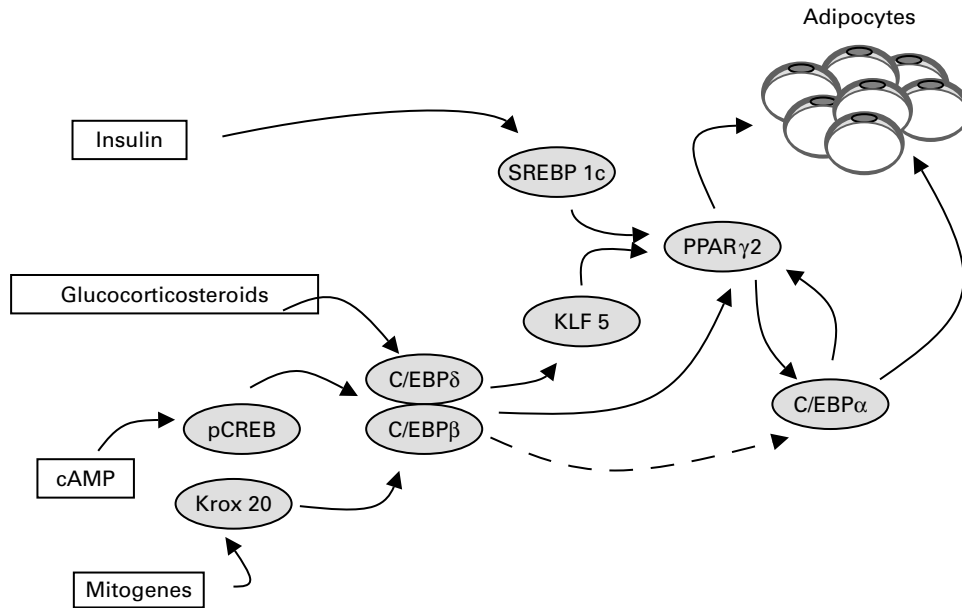 Adipocytes
Insulin
SREBP 1c
PPARγ2
Glucocorticosteroids
KLF 5
C/EBPδ
C/EBPα
pCREB
C/EBPβ
cAMP
Krox 20
Mitogenes